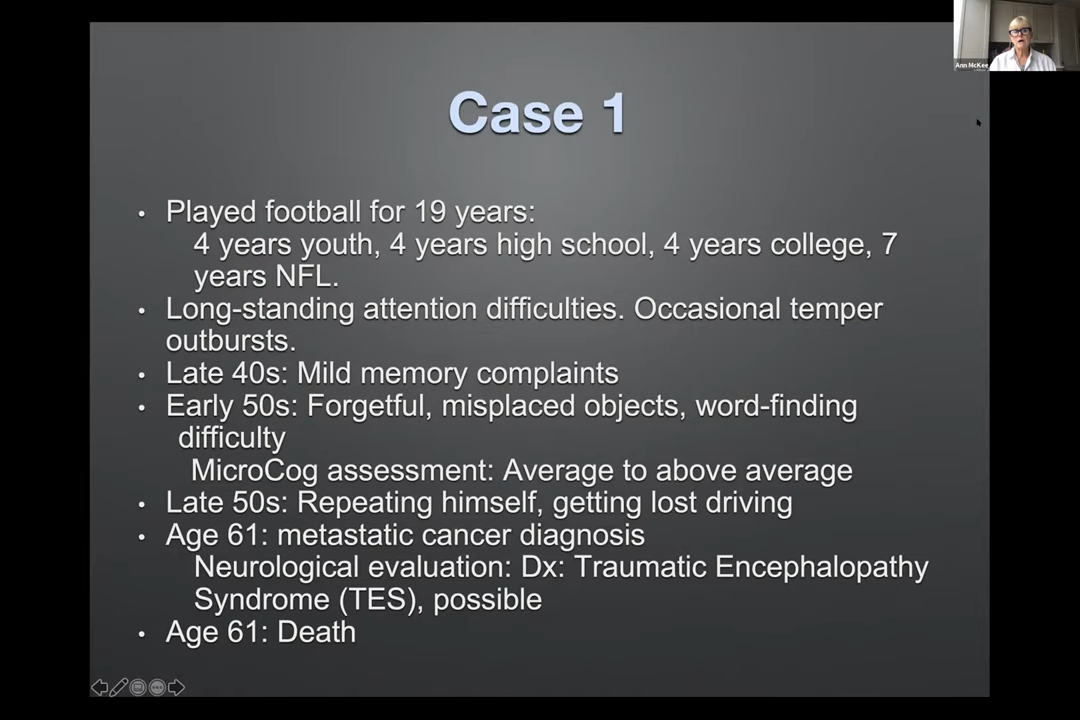 Ann McKee
Case 1
• Played football for 19 years:
4 years youth, 4 years high school, 4 years college, 7
years NFL.
• Long-standing attention difficulties. Occasional temper
outbursts.
• Late 40s: Mild memory complaints
• Early 50s: Forgetful, misplaced objects, word-finding
difficulty
MicroCog assessment: Average to above average
• Late 50s: Repeating himself, getting lost driving
• Age 61: metastatic cancer diagnosis
Neurological evaluation: Dx: Traumatic Encephalopathy
Syndrome (TES), possible
• Age 61: Death